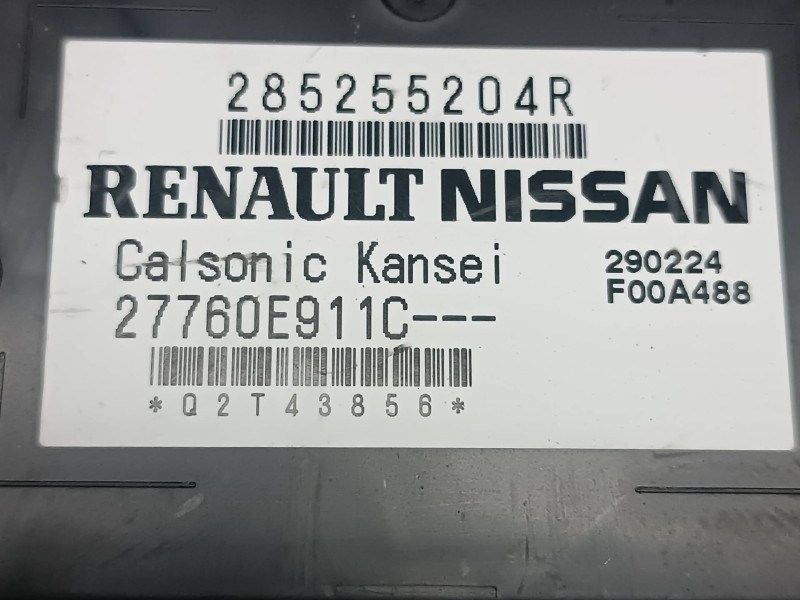 285255204R
RENAULT NISSAN
Calsonic Kansei
290224
F00A488
27760E911C---
*Q2T43856*